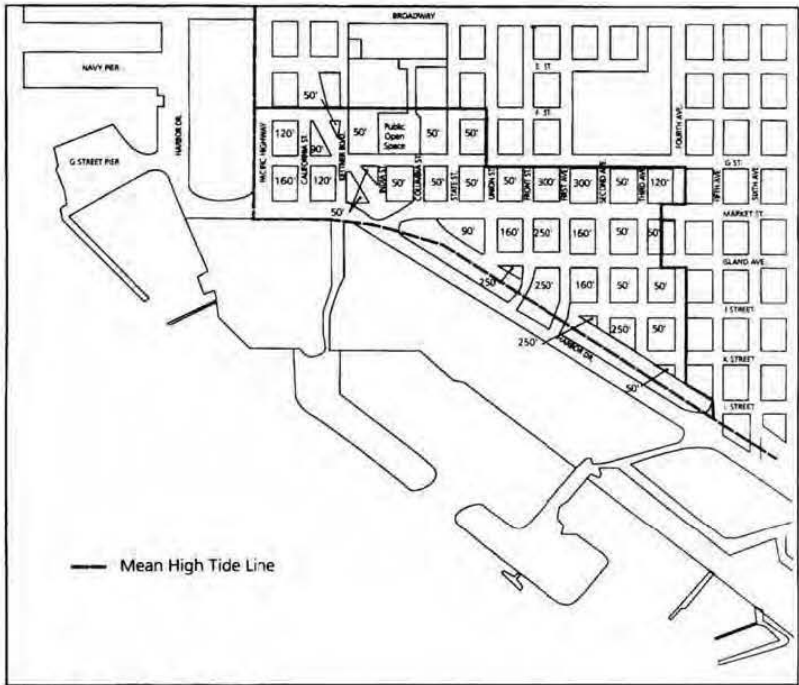 BROADWAY
E ST.
NAVY PIER
50'
F ST.
HARBOR DR.
G STREET PIER
PACIFIC HIGHWAY
120'
CALIFORNIA ST.
90'
KETTNER BLVD.
50'
Public
Open
Space
50'
50'
FOURTH AVE.
G ST.
160'
120'
INDIA ST.
50'
COLUMBIA ST.
50'
STATE ST.
50'
UNION ST.
50'
FRONT ST.
300'
FIRST AVE.
300'
SECOND AVE.
50'
THIRD AVE.
120'
FIFTH AVE.
SIXTH AVE.
50'
MARKET ST.
90'
160'
250'
160'
50'
50'
ISLAND AVE.
250'
250'
160'
50'
50'
J STREET
250'
50'
250'
HARBOR DR.
K STREET
50'
L STREET
Mean High Tide Line